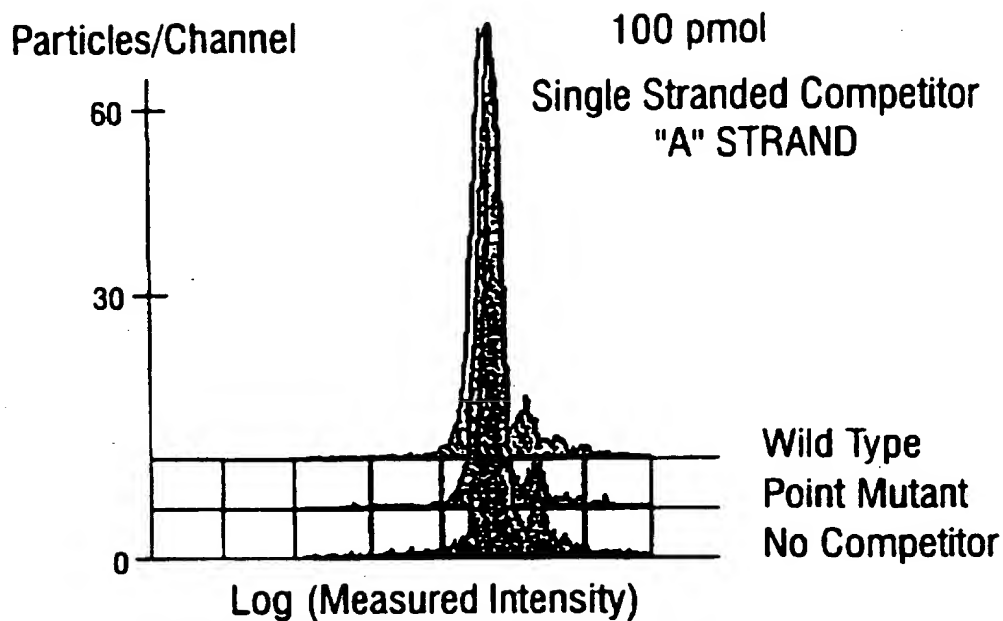 Particles/Channel
100 pmol
Single Stranded Competitor
"A" STRAND
60
30
0
Wild Type
Point Mutant
No Competitor
Log (Measured Intensity)